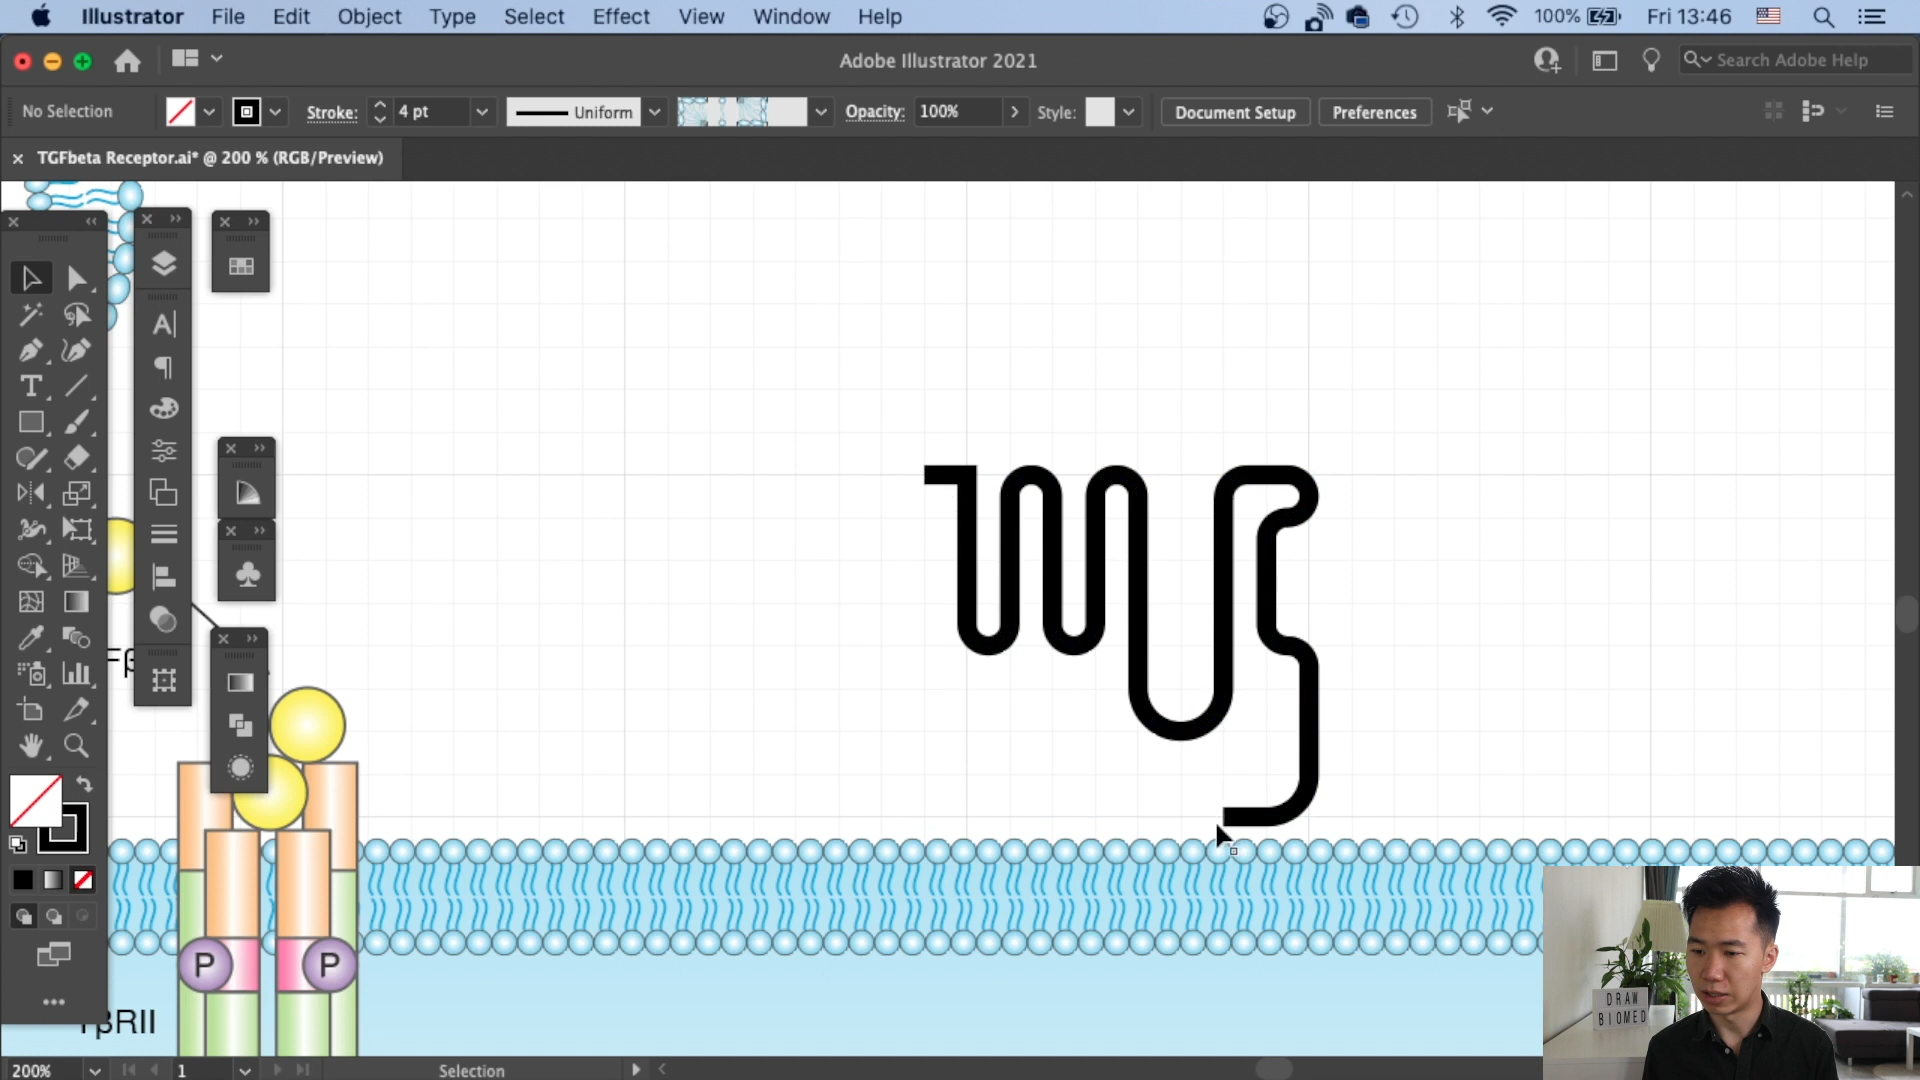 Illustrator File Edit Object Type Select Effect View Window Help 100% Fri 13:46
Adobe Illustrator 2021 Search Adobe Help
No Selection Stroke: 4 pt Uniform Opacity: 100% Style: Document Setup Preferences
TGFbeta Receptor.ai* @ 200 % (RGB/Preview)
P P
DRAW
BIOMED
TβRII
200% 1 Selection